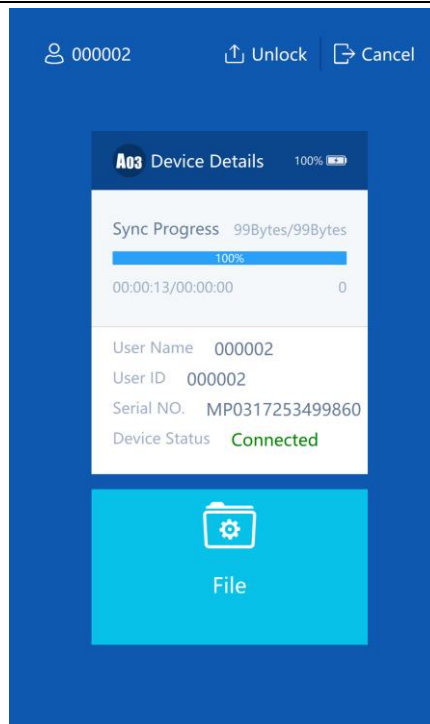 000002 Unlock Cancel
A03 Device Details 100%
Sync Progress 99Bytes/99Bytes
100%
00:00:13/00:00:00 0
User Name 000002
User ID 000002
Serial NO. MP0317253499860
Device Status Connected
File